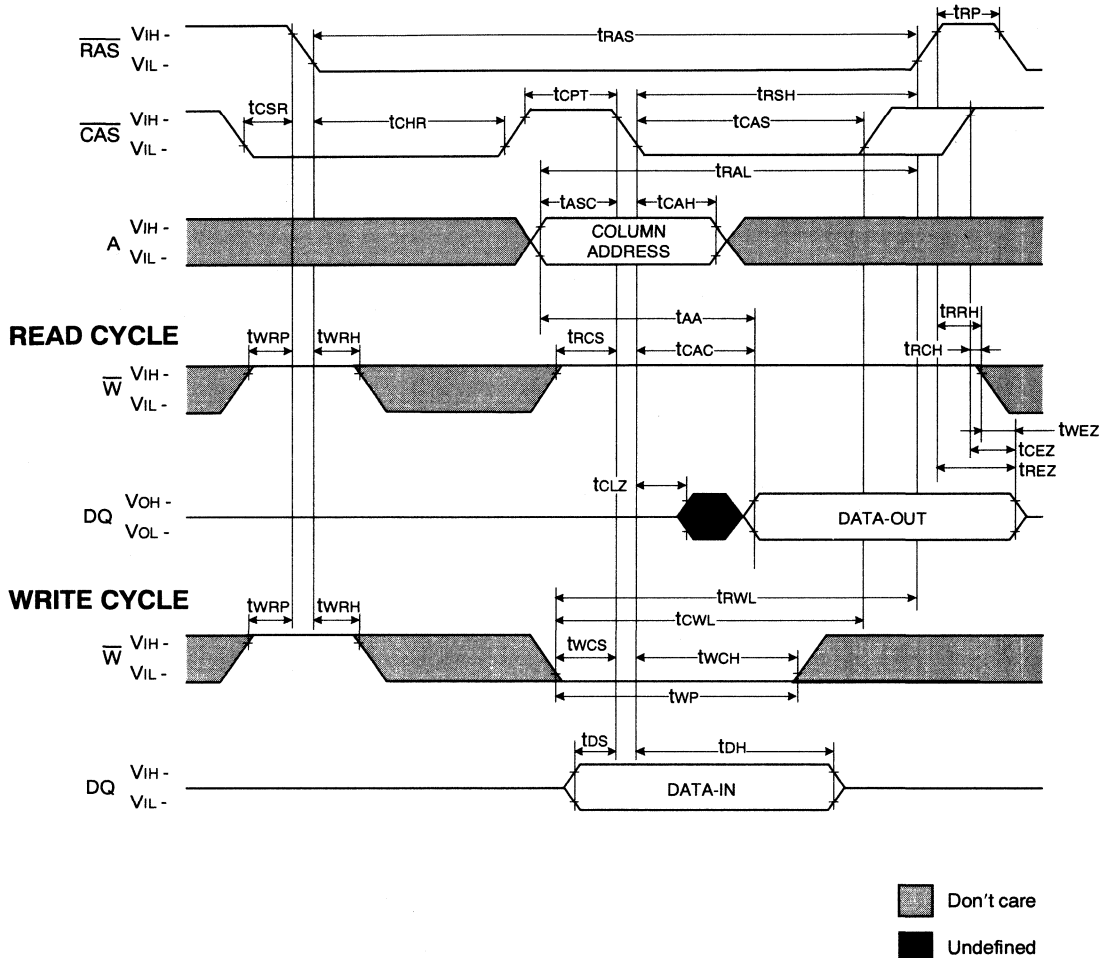 tRP
VIH -
tRAS
RAS
VIL -
tCSR
tCPT
tRSH
VIH -
tCHR
tCAS
CAS
VIL -
tRAL
tASC
tCAH
VIH -
COLUMN
A
ADDRESS
VIL -
tAA
tRRH
READ CYCLE
tWRP
tWRH
tRCS
tCAC
tRCH
VIH -
W
VIL -
tWEZ
tCEZ
tREZ
tCLZ
VOH -
DQ
DATA-OUT
VOL -
WRITE CYCLE
tRWL
tWRP
tWRH
tCWL
VIH -
tWCS
tWCH
W
VIL -
tWP
tDS
tDH
VIH -
DQ
DATA-IN
VIL -
Don't care
Undefined